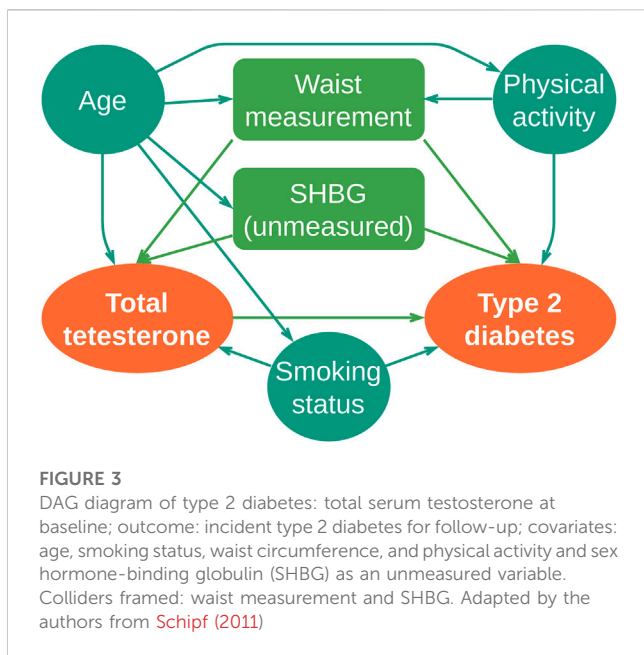 Age
Waist
measurement
Physical
activity
SHBG
(unmeasured)
Total
tetesterone
Type 2
diabetes
Smoking
status
FIGURE 3
DAG diagram of type 2 diabetes: total serum testosterone at
baseline; outcome: incident type 2 diabetes for follow-up; covariates:
age, smoking status, waist circumference, and physical activity and sex
hormone-binding globulin (SHBG) as an unmeasured variable.
Colliders framed: waist measurement and SHBG. Adapted by the
authors from Schipf (2011)